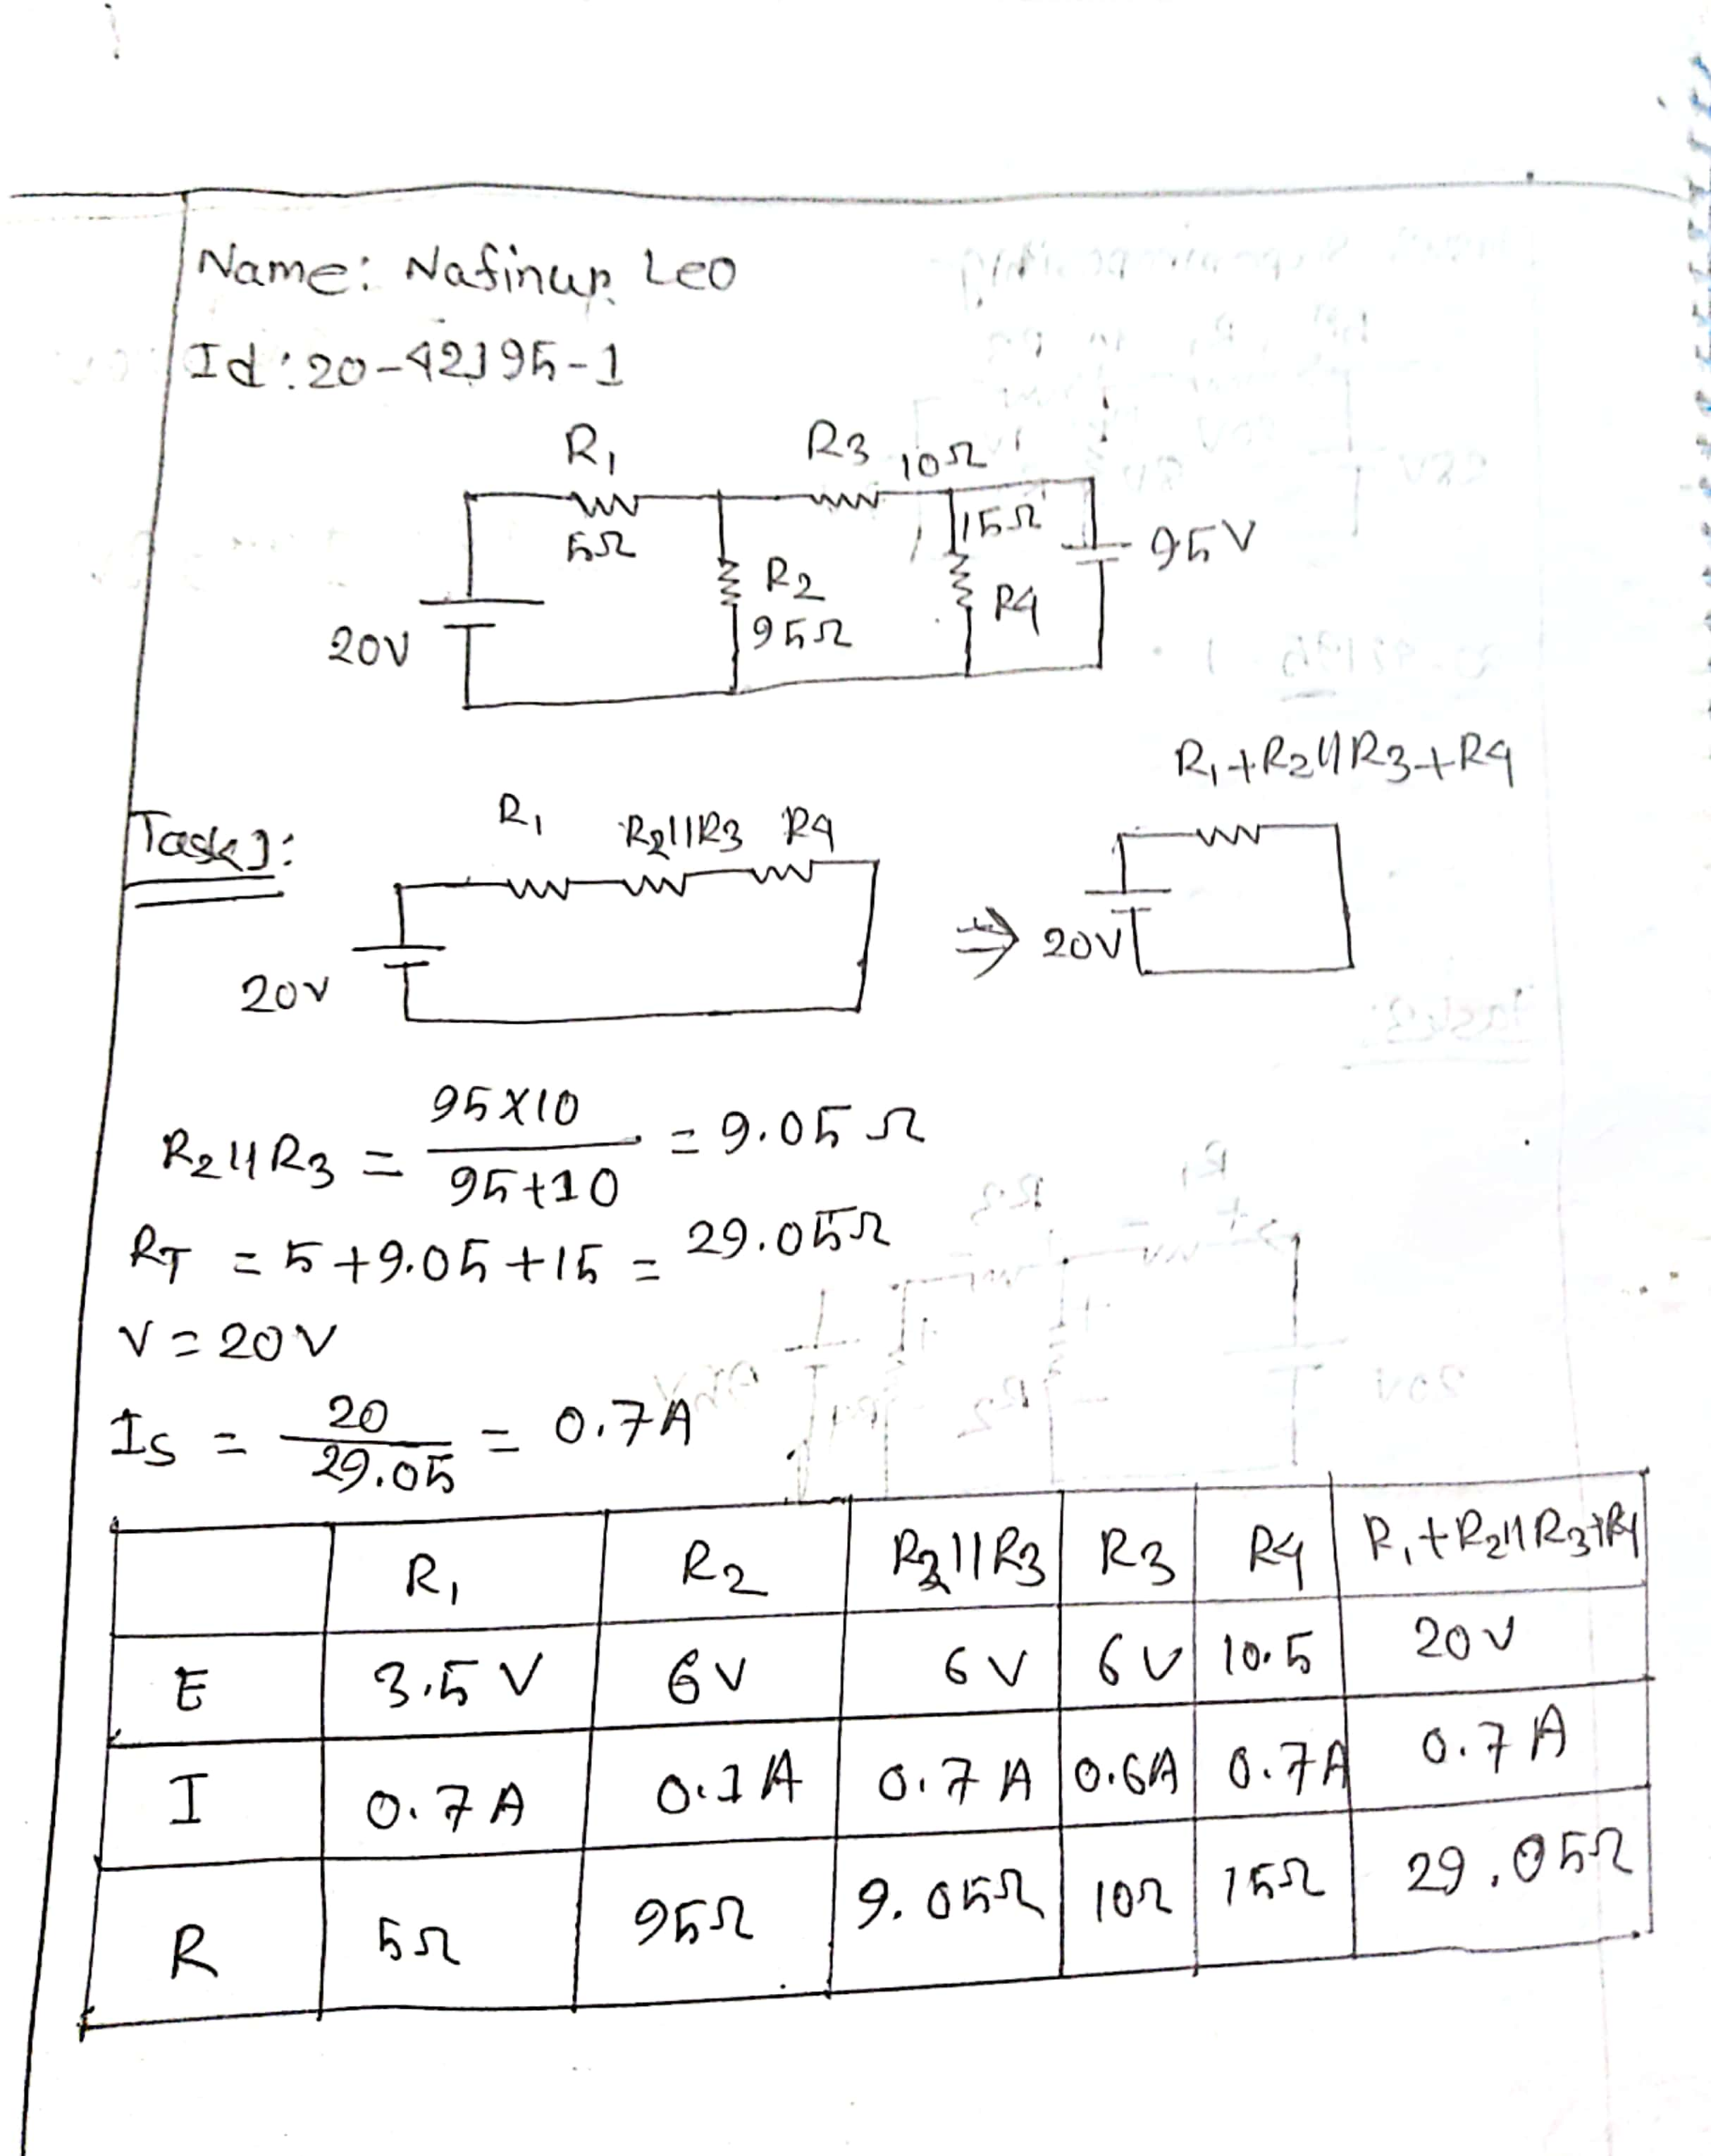 Name: Nafinur Leo
Id: 20-42195-1
R1 R3 10Ω
5Ω 15Ω 95V
R2 R4
20V 95Ω
R1+R2||R3+R4
Task1: R1 R2||R3 R4
20V 20V
R2||R3 = 95X10 / 95+10 = 9.05Ω
RT = 5+9.05+15 = 29.05Ω
V = 20V
IS = 20 / 29.05 = 0.7A
R1 R2 R2||R3 R3 R4 R1+R2||R3+R4
E 3.5V 6V 6V 6V 10.5 20V
I 0.7A 0.1A 0.7A 0.6A 0.7A 0.7A
R 5Ω 95Ω 9.05Ω 10Ω 15Ω 29.05Ω